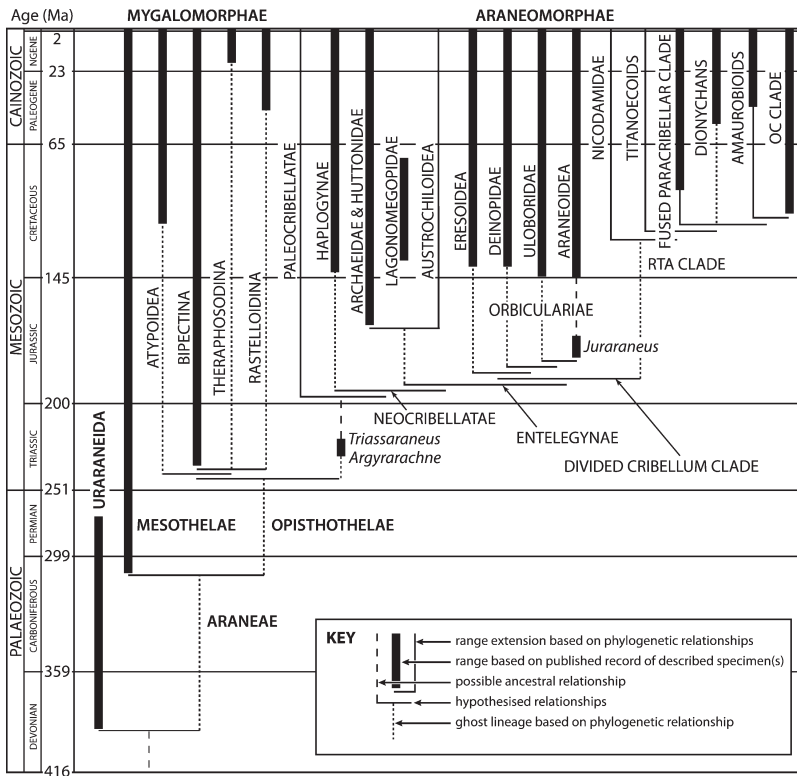 Age (Ma)
MYGALOMORPHAE
ARANEOMORPHAE
2
23
65
145
200
251
299
359
416
CAINOZOIC
MESOZOIC
PALAEOZOIC
NGENE
PALEOGENE
CRETACEOUS
JURASSIC
TRIASSIC
PERMIAN
CARBONIFEROUS
DEVONIAN
URARANEIDA
MESOTHELAE
OPISTHOTHELAE
ARANEAE
ATYPOIDEA
BIPECTINA
THERAPHOSODINA
RASTELLOIDINA
PALEOCRIBELLATAE
HAPLOGYNAE
ARCHAEIDAE & HUTTONIDAE
LAGONOMEGOPIDAE
AUSTROCHILOIDEA
ERESOIDEA
DEINOPIDAE
ULOBORIDAE
ARANEOIDEA
NICODAMIDAE
TITANOECOIDS
FUSED PARACRIBELLAR CLADE
DIONYCHANS
AMAUROBIOIDS
OC CLADE
RTA CLADE
ORBICULARIAE
Juraraneus
NEOCRIBELLATAE
ENTELEGYNAE
DIVIDED CRIBELLUM CLADE
Triassaraneus
Argyrarachne
KEY
range extension based on phylogenetic relationships
range based on published record of described specimen(s)
possible ancestral relationship
hypothesised relationships
ghost lineage based on phylogenetic relationship